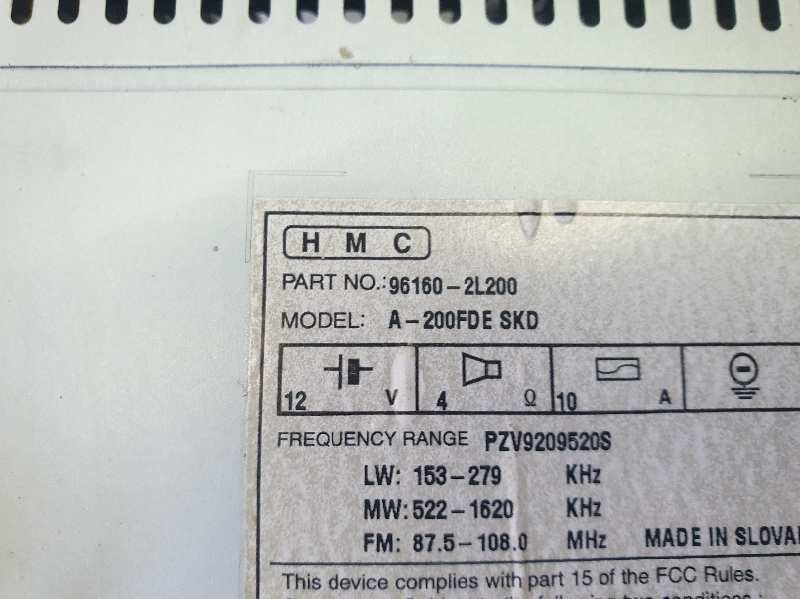 HMC
PART NO.: 96160-2L200
MODEL: A-200FDE SKD
12 V 4 Ω 10 A
FREQUENCY RANGE PZV9209520S
LW: 153-279 KHz
MW: 522-1620 KHz
FM: 87.5-108.0 MHz MADE IN SLOVAK
This device complies with part 15 of the FCC Rules.